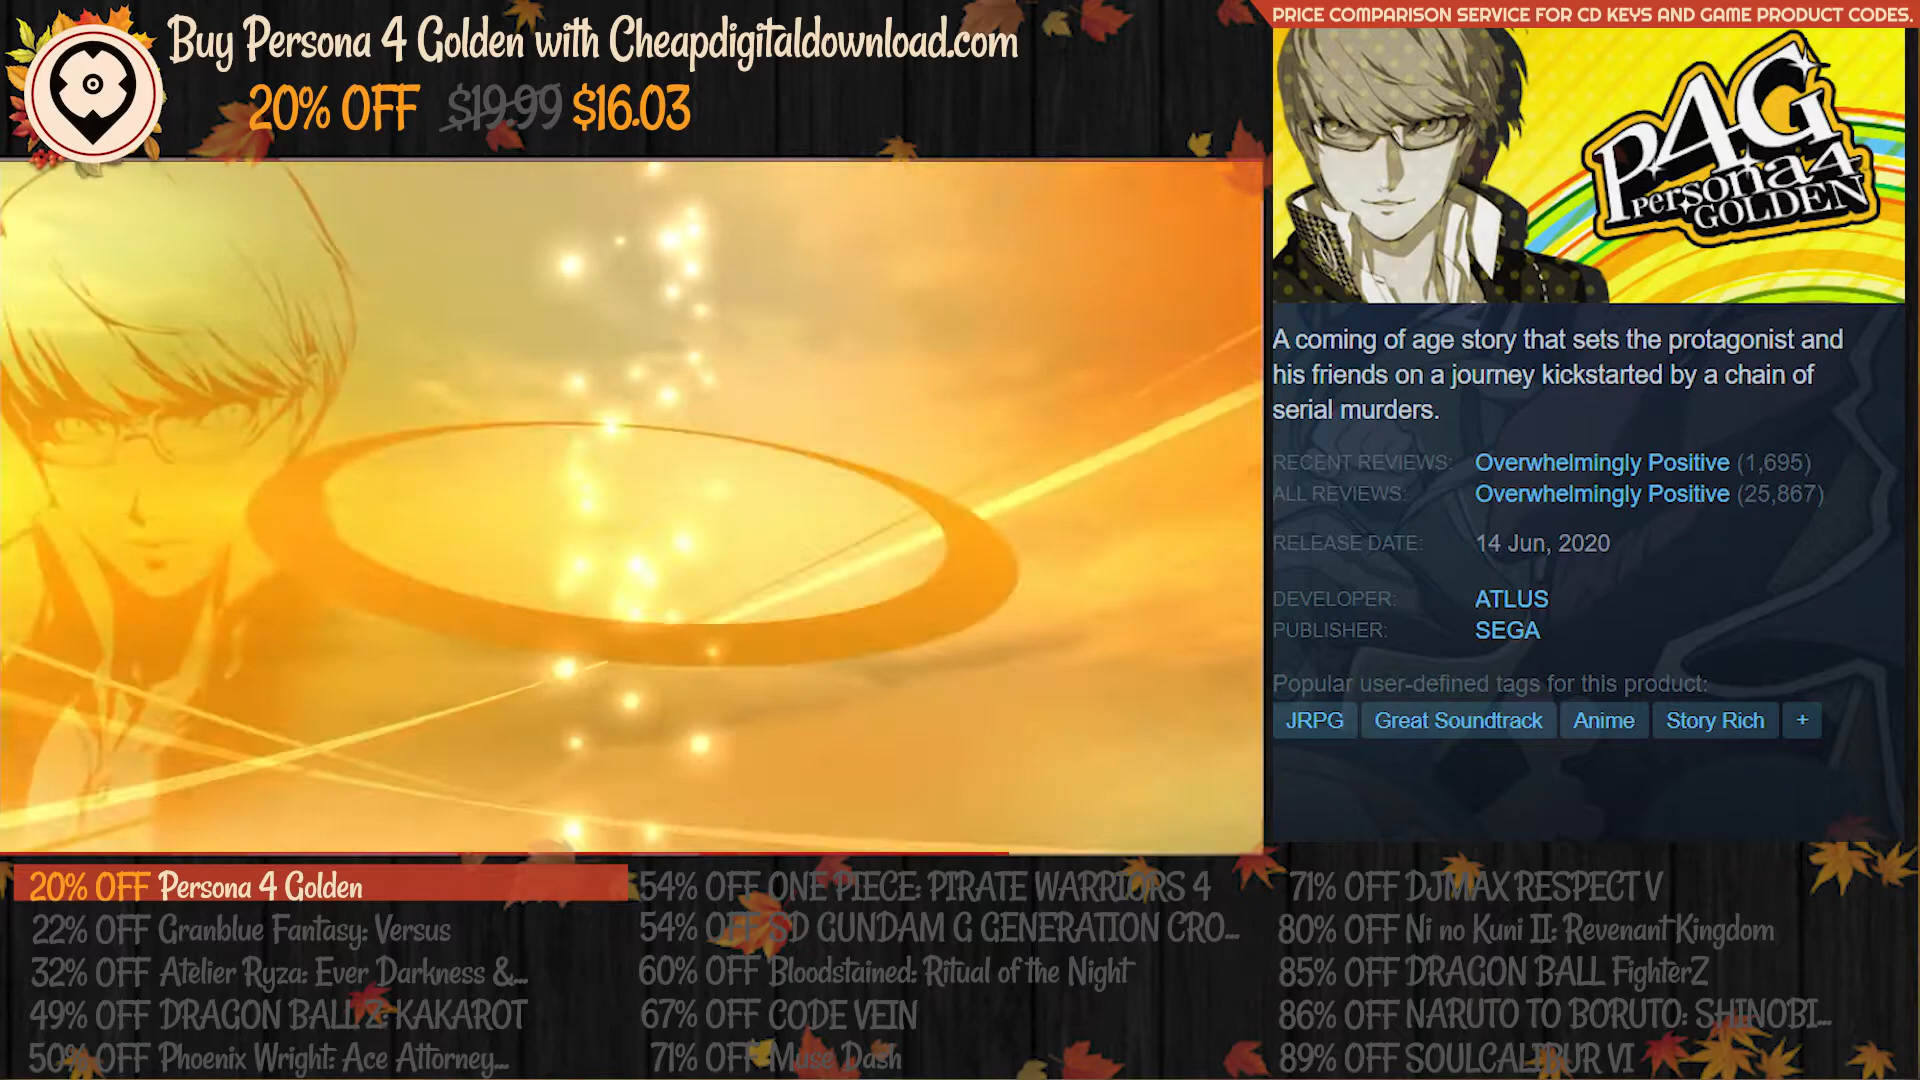 PRICE COMPARISON SERVICE FOR CD KEYS AND GAME PRODUCT CODES.
Buy Persona 4 Golden with Cheapdigitaldownload.com
20% OFF $19.99 $16.03
P4G
Persona 4
GOLDEN
A coming of age story that sets the protagonist and
his friends on a journey kickstarted by a chain of
serial murders.
RECENT REVIEWS: Overwhelmingly Positive (1,695)
ALL REVIEWS: Overwhelmingly Positive (25,867)
RELEASE DATE: 14 Jun, 2020
DEVELOPER: ATLUS
PUBLISHER: SEGA
Popular user-defined tags for this product:
JRPG Great Soundtrack Anime Story Rich +
20% OFF Persona 4 Golden
22% OFF Granblue Fantasy: Versus
32% OFF Atelier Ryza: Ever Darkness &...
49% OFF DRAGON BALL Z: KAKAROT
50% OFF Phoenix Wright: Ace Attorney...
54% OFF ONE PIECE: PIRATE WARRIORS 4
54% OFF SD GUNDAM G GENERATION CRO...
60% OFF Bloodstained: Ritual of the Night
67% OFF CODE VEIN
71% OFF Muse Dash
71% OFF DJMAX RESPECT V
80% OFF Ni no Kuni II: Revenant Kingdom
85% OFF DRAGON BALL FighterZ
86% OFF NARUTO TO BORUTO: SHINOBI...
89% OFF SOULCALIBUR VI